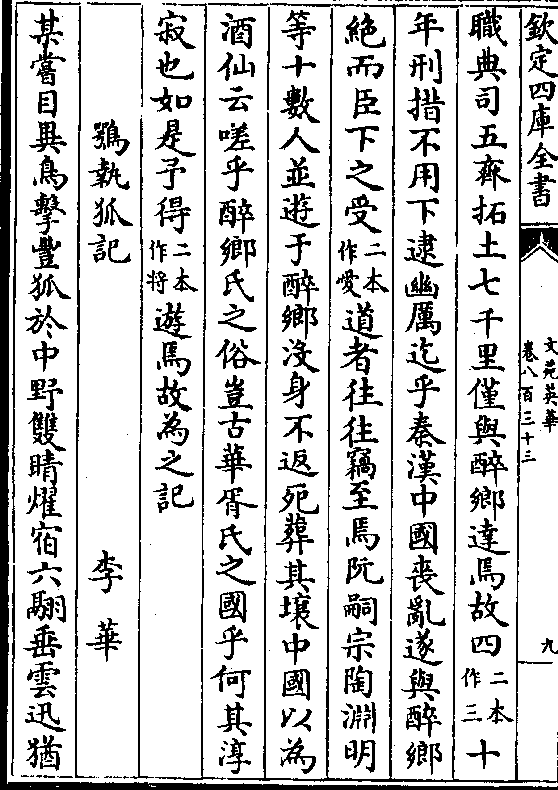 欽定四庫全書
文苑英華
卷八百三十三
九
職典司五齊拓土七千里僅與醉鄉達焉故四二本作三十
年刑措不用下逮幽厲迄乎秦漢中國喪亂遂與醉鄉
絶而臣下之受二本作愛道者往往竊至焉阮嗣宗陶淵明
等十數人並遊于醉鄉沒身不返死葬其壤中國以為
酒仙云嗟乎醉鄉氏之俗豈古華胥氏之國乎何其淳
寂也如是予得二本作将遊焉故為之記
鶚執狐記 李華
某嘗目異鳥擊豐狐於中野雙睛燿宿六翮垂雲迅猶